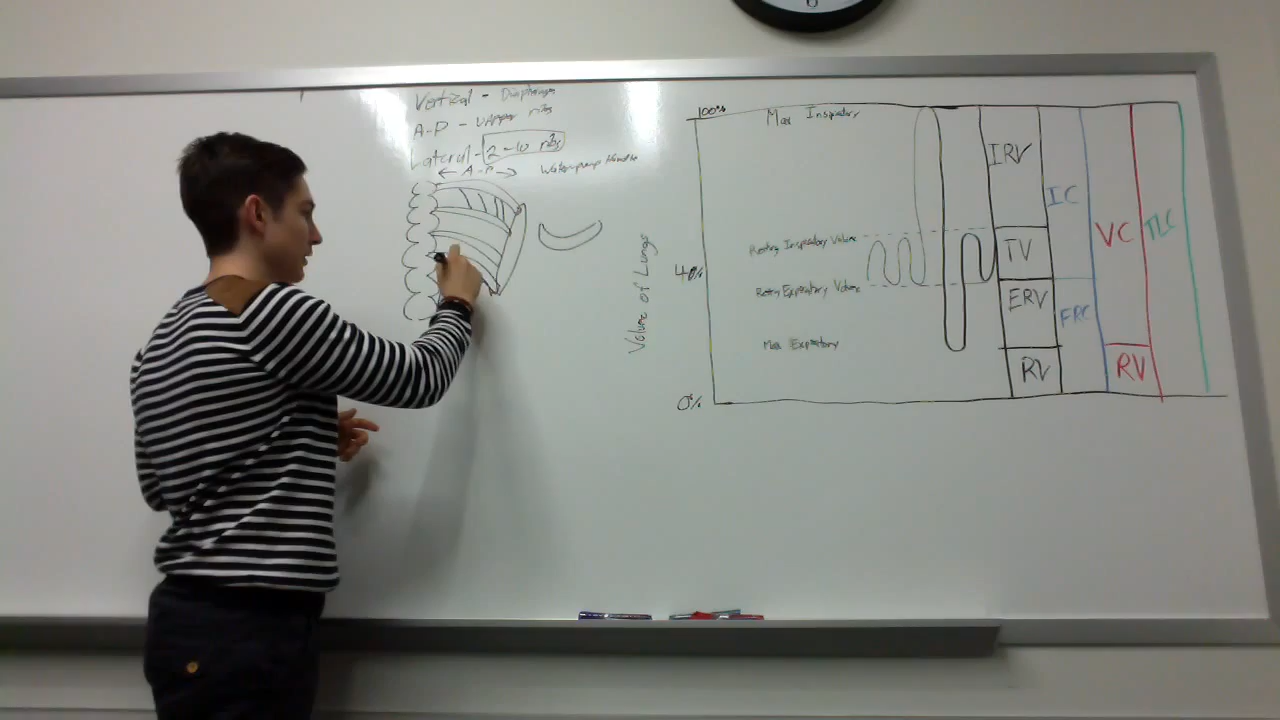 Vertical - Diaphragm
A-P - Upper ribs
Lateral - 2-10 ribs
← A-P → Water pump Handle
100%
Max Inspiratory
Resting Inspiratory Volume
40%
Resting Expiratory Volume
Max Expiratory
0%
Volume of Lungs
IRV
TV
ERV
RV
IC
FRC
VC
RV
TLC
6